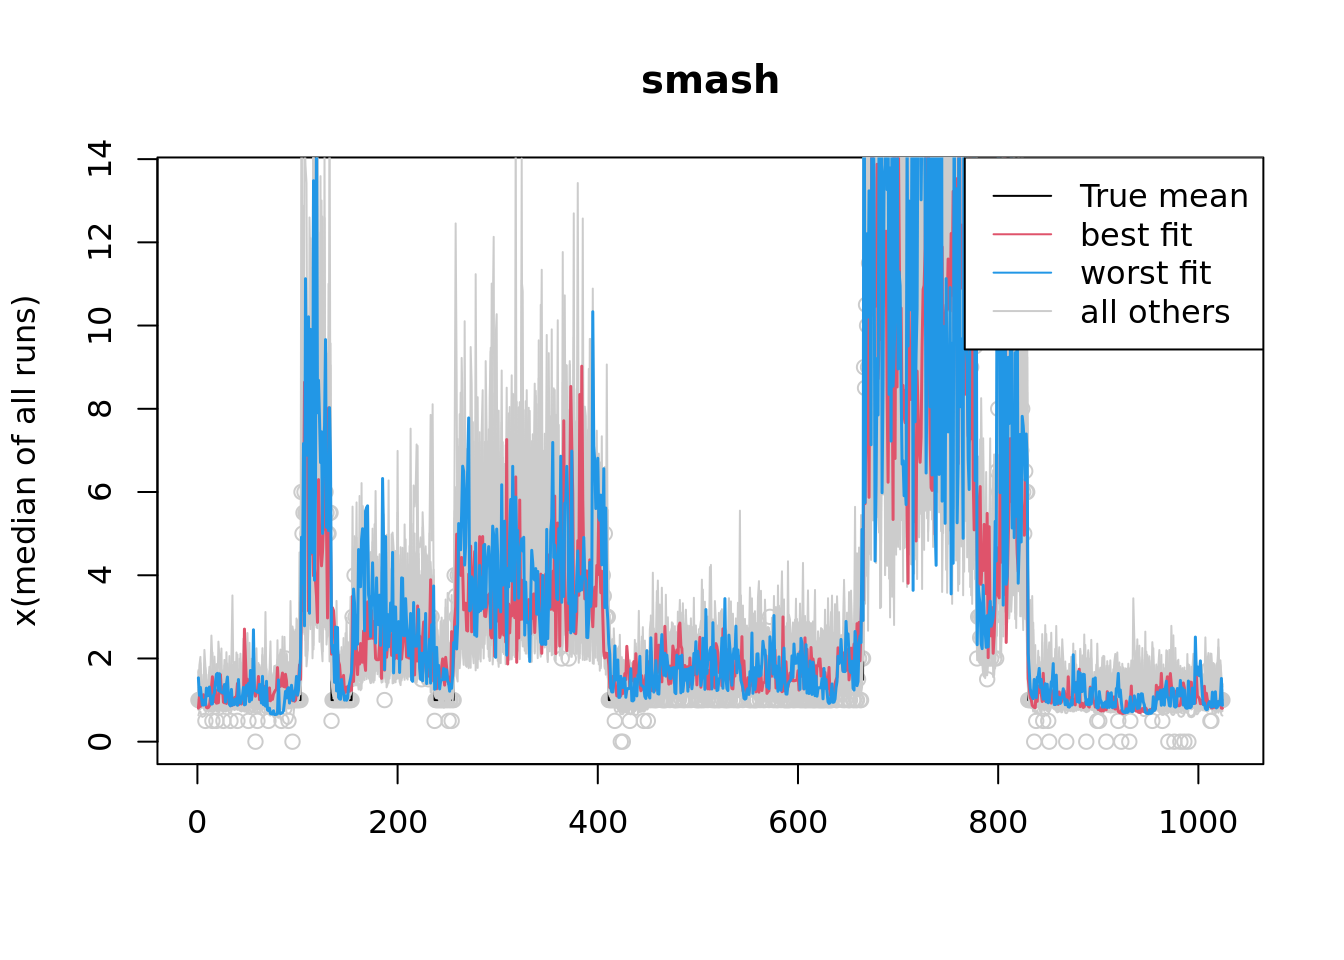 smash
x(median of all runs)
14
12
10
8
6
4
2
0
True mean
best fit
worst fit
all others
0 200 400 600 800 1000